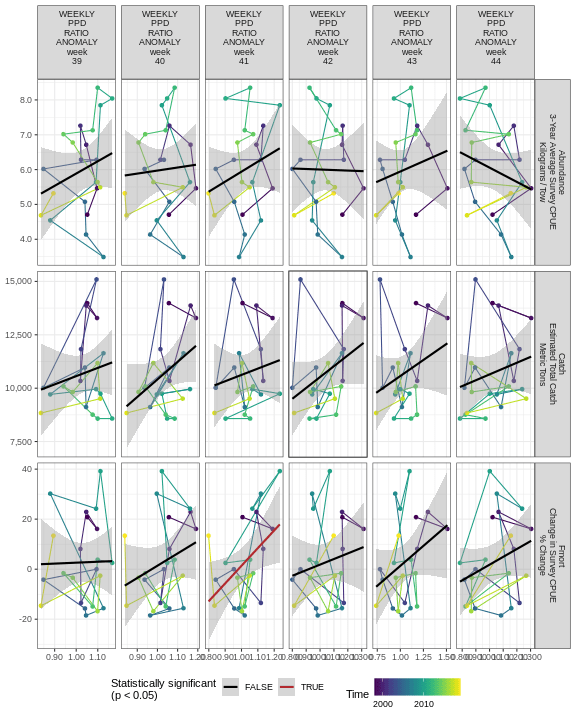 WEEKLY
PPD
RATIO
ANOMALY
week
39
WEEKLY
PPD
RATIO
ANOMALY
week
40
WEEKLY
PPD
RATIO
ANOMALY
week
41
WEEKLY
PPD
RATIO
ANOMALY
week
42
WEEKLY
PPD
RATIO
ANOMALY
week
43
WEEKLY
PPD
RATIO
ANOMALY
week
44
8.0
7.0
6.0
5.0
4.0
Abundance
3-Year Average Survey CPUE
Kilograms / Tow
15,000
12,500
10,000
7,500
Catch
Estimated Total Catch
Metric Tons
40
20
0
-20
Fmort
Change in Survey CPUE
% Change
0.90 1.00 1.10
0.90 1.00 1.10
1.00 1.25
Statistically significant
(p < 0.05)
FALSE
TRUE
Time
2000
2010